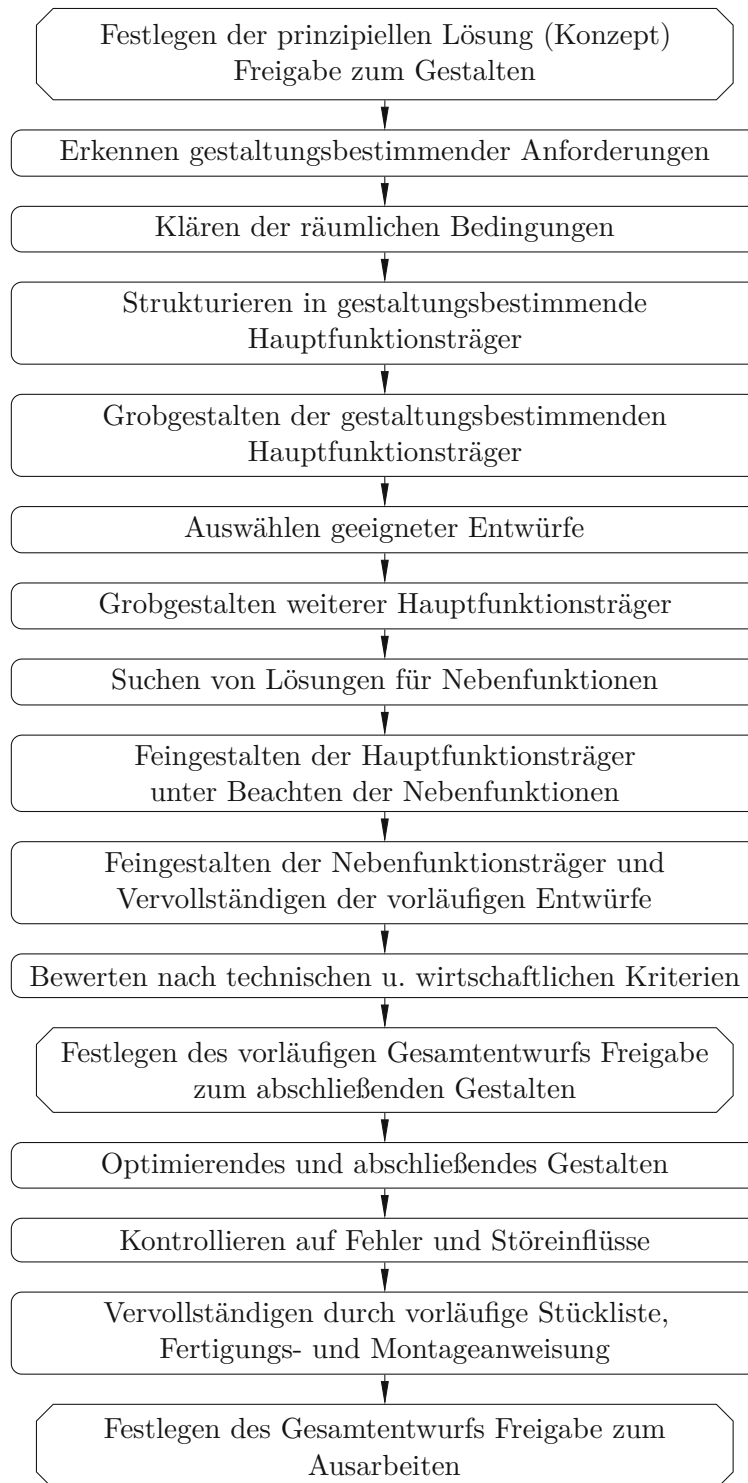 Festlegen der prinzipiellen Lösung (Konzept)
Freigabe zum Gestalten
Erkennen gestaltungsbestimmender Anforderungen
Klären der räumlichen Bedingungen
Strukturieren in gestaltungsbestimmende
Hauptfunktionsträger
Grobgestalten der gestaltungsbestimmenden
Hauptfunktionsträger
Auswählen geeigneter Entwürfe
Grobgestalten weiterer Hauptfunktionsträger
Suchen von Lösungen für Nebenfunktionen
Feingestalten der Hauptfunktionsträger
unter Beachten der Nebenfunktionen
Feingestalten der Nebenfunktionsträger und
Vervollständigen der vorläufigen Entwürfe
Bewerten nach technischen u. wirtschaftlichen Kriterien
Festlegen des vorläufigen Gesamtentwurfs Freigabe
zum abschließenden Gestalten
Optimierendes und abschließendes Gestalten
Kontrollieren auf Fehler und Störeinflüsse
Vervollständigen durch vorläufige Stückliste,
Fertigungs- und Montageanweisung
Festlegen des Gesamtentwurfs Freigabe zum
Ausarbeiten